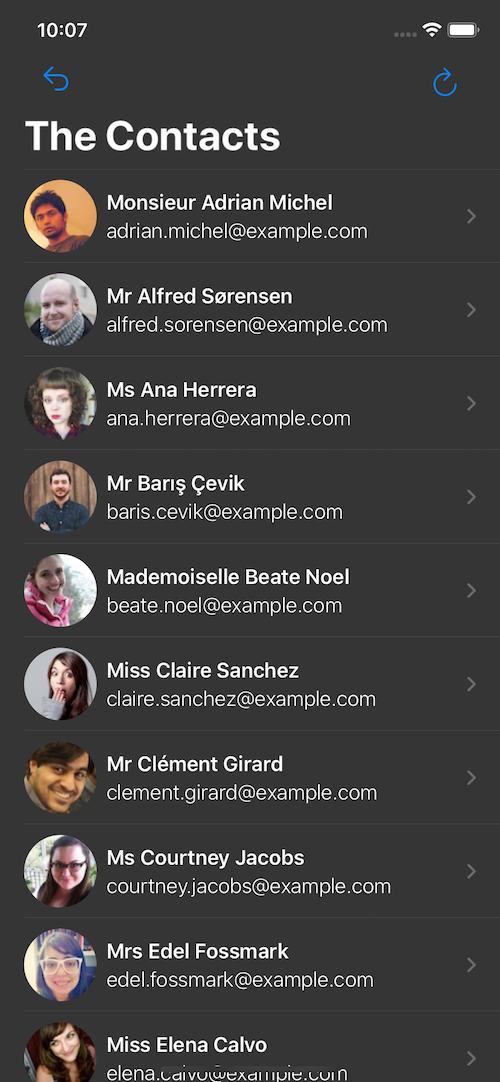 10:07
The Contacts
Monsieur Adrian Michel
adrian.michel@example.com
Mr Alfred Sørensen
alfred.sorensen@example.com
Ms Ana Herrera
ana.herrera@example.com
Mr Barış Çevik
baris.cevik@example.com
Mademoiselle Beate Noel
beate.noel@example.com
Miss Claire Sanchez
claire.sanchez@example.com
Mr Clément Girard
clement.girard@example.com
Ms Courtney Jacobs
courtney.jacobs@example.com
Mrs Edel Fossmark
edel.fossmark@example.com
Miss Elena Calvo
elena.calvo@example.com